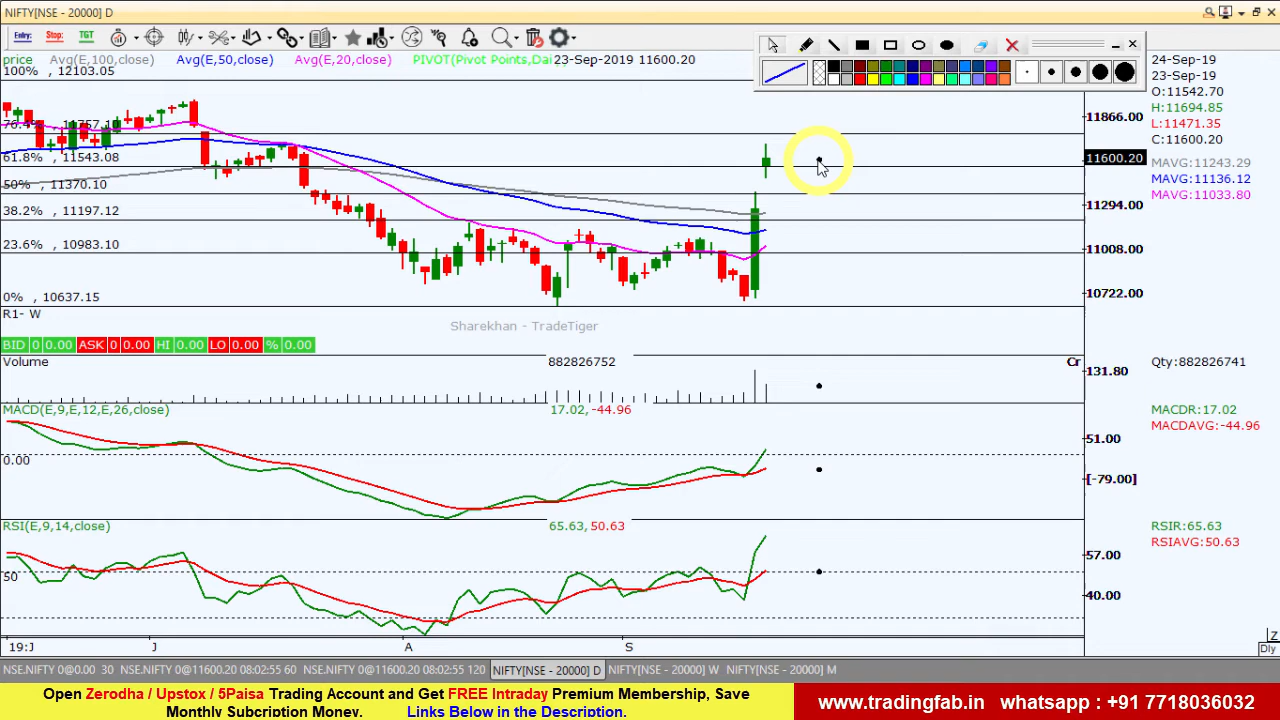 NIFTY[NSE - 20000] D
Entry: Stop: TGT
price Avg(E,100,close) Avg(E,50,close) Avg(E,20,close) PIVOT(Pivot Points,Dai 23-Sep-2019 11600.20
100% , 12103.05
76.4% , 11757.10
61.8% , 11543.08
50% , 11370.10
38.2% , 11197.12
23.6% , 10983.10
0% , 10637.15
R1- W
Sharekhan - TradeTiger
BID 0 0.00 ASK 0 0.00 HI 0.00 LO 0.00 % 0.00
11866.00
11600.20
11294.00
11008.00
10722.00
24-Sep-19
23-Sep-19
O:11542.70
H:11694.85
L:11471.35
C:11600.20
MAVG:11243.29
MAVG:11136.12
MAVG:11033.80
Volume 882826752 Cr 131.80 Qty:882826741
MACD(E,9,E,12,E,26,close) 17.02,-44.96 MACDR:17.02
MACDAVG:-44.96
51.00
0.00
[-79.00]
RSI(E,9,14,close) 65.63,50.63 RSIR:65.63
RSIAVG:50.63
57.00
50
40.00
19:J J A S
Z
Dly
NSE.NIFTY 0@0.00 30 NSE.NIFTY 0@11600.20 08:02:55 60 NSE.NIFTY 0@11600.20 08:02:55 120 NIFTY[NSE - 20000] D NIFTY[NSE - 20000] W NIFTY[NSE - 20000] M
Open Zerodha / Upstox / 5Paisa Trading Account and Get FREE Intraday Premium Membership, Save
Monthly Subcription Money. Links Below in the Description.
www.tradingfab.in whatsapp : +91 7718036032